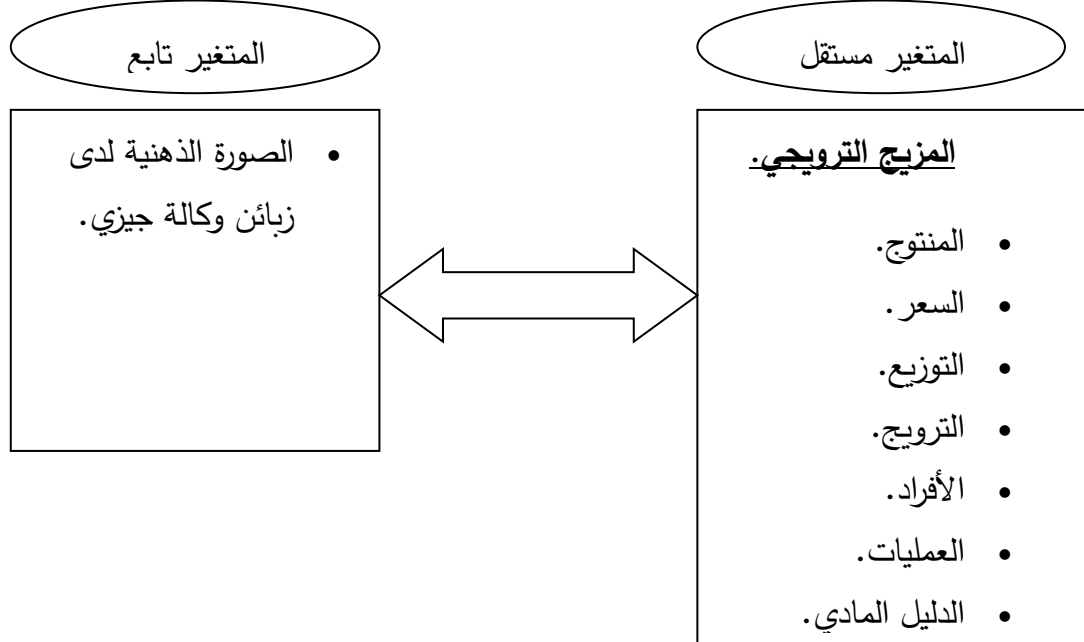 المتغير مستقل
المزيج الترويجي.
• المنتوج.
• السعر.
• التوزيع.
• الترويج.
• الأفراد.
• العمليات.
• الدليل المادي.
المتغير تابع
• الصورة الذهنية لدى
زبائن وكالة جيزي.